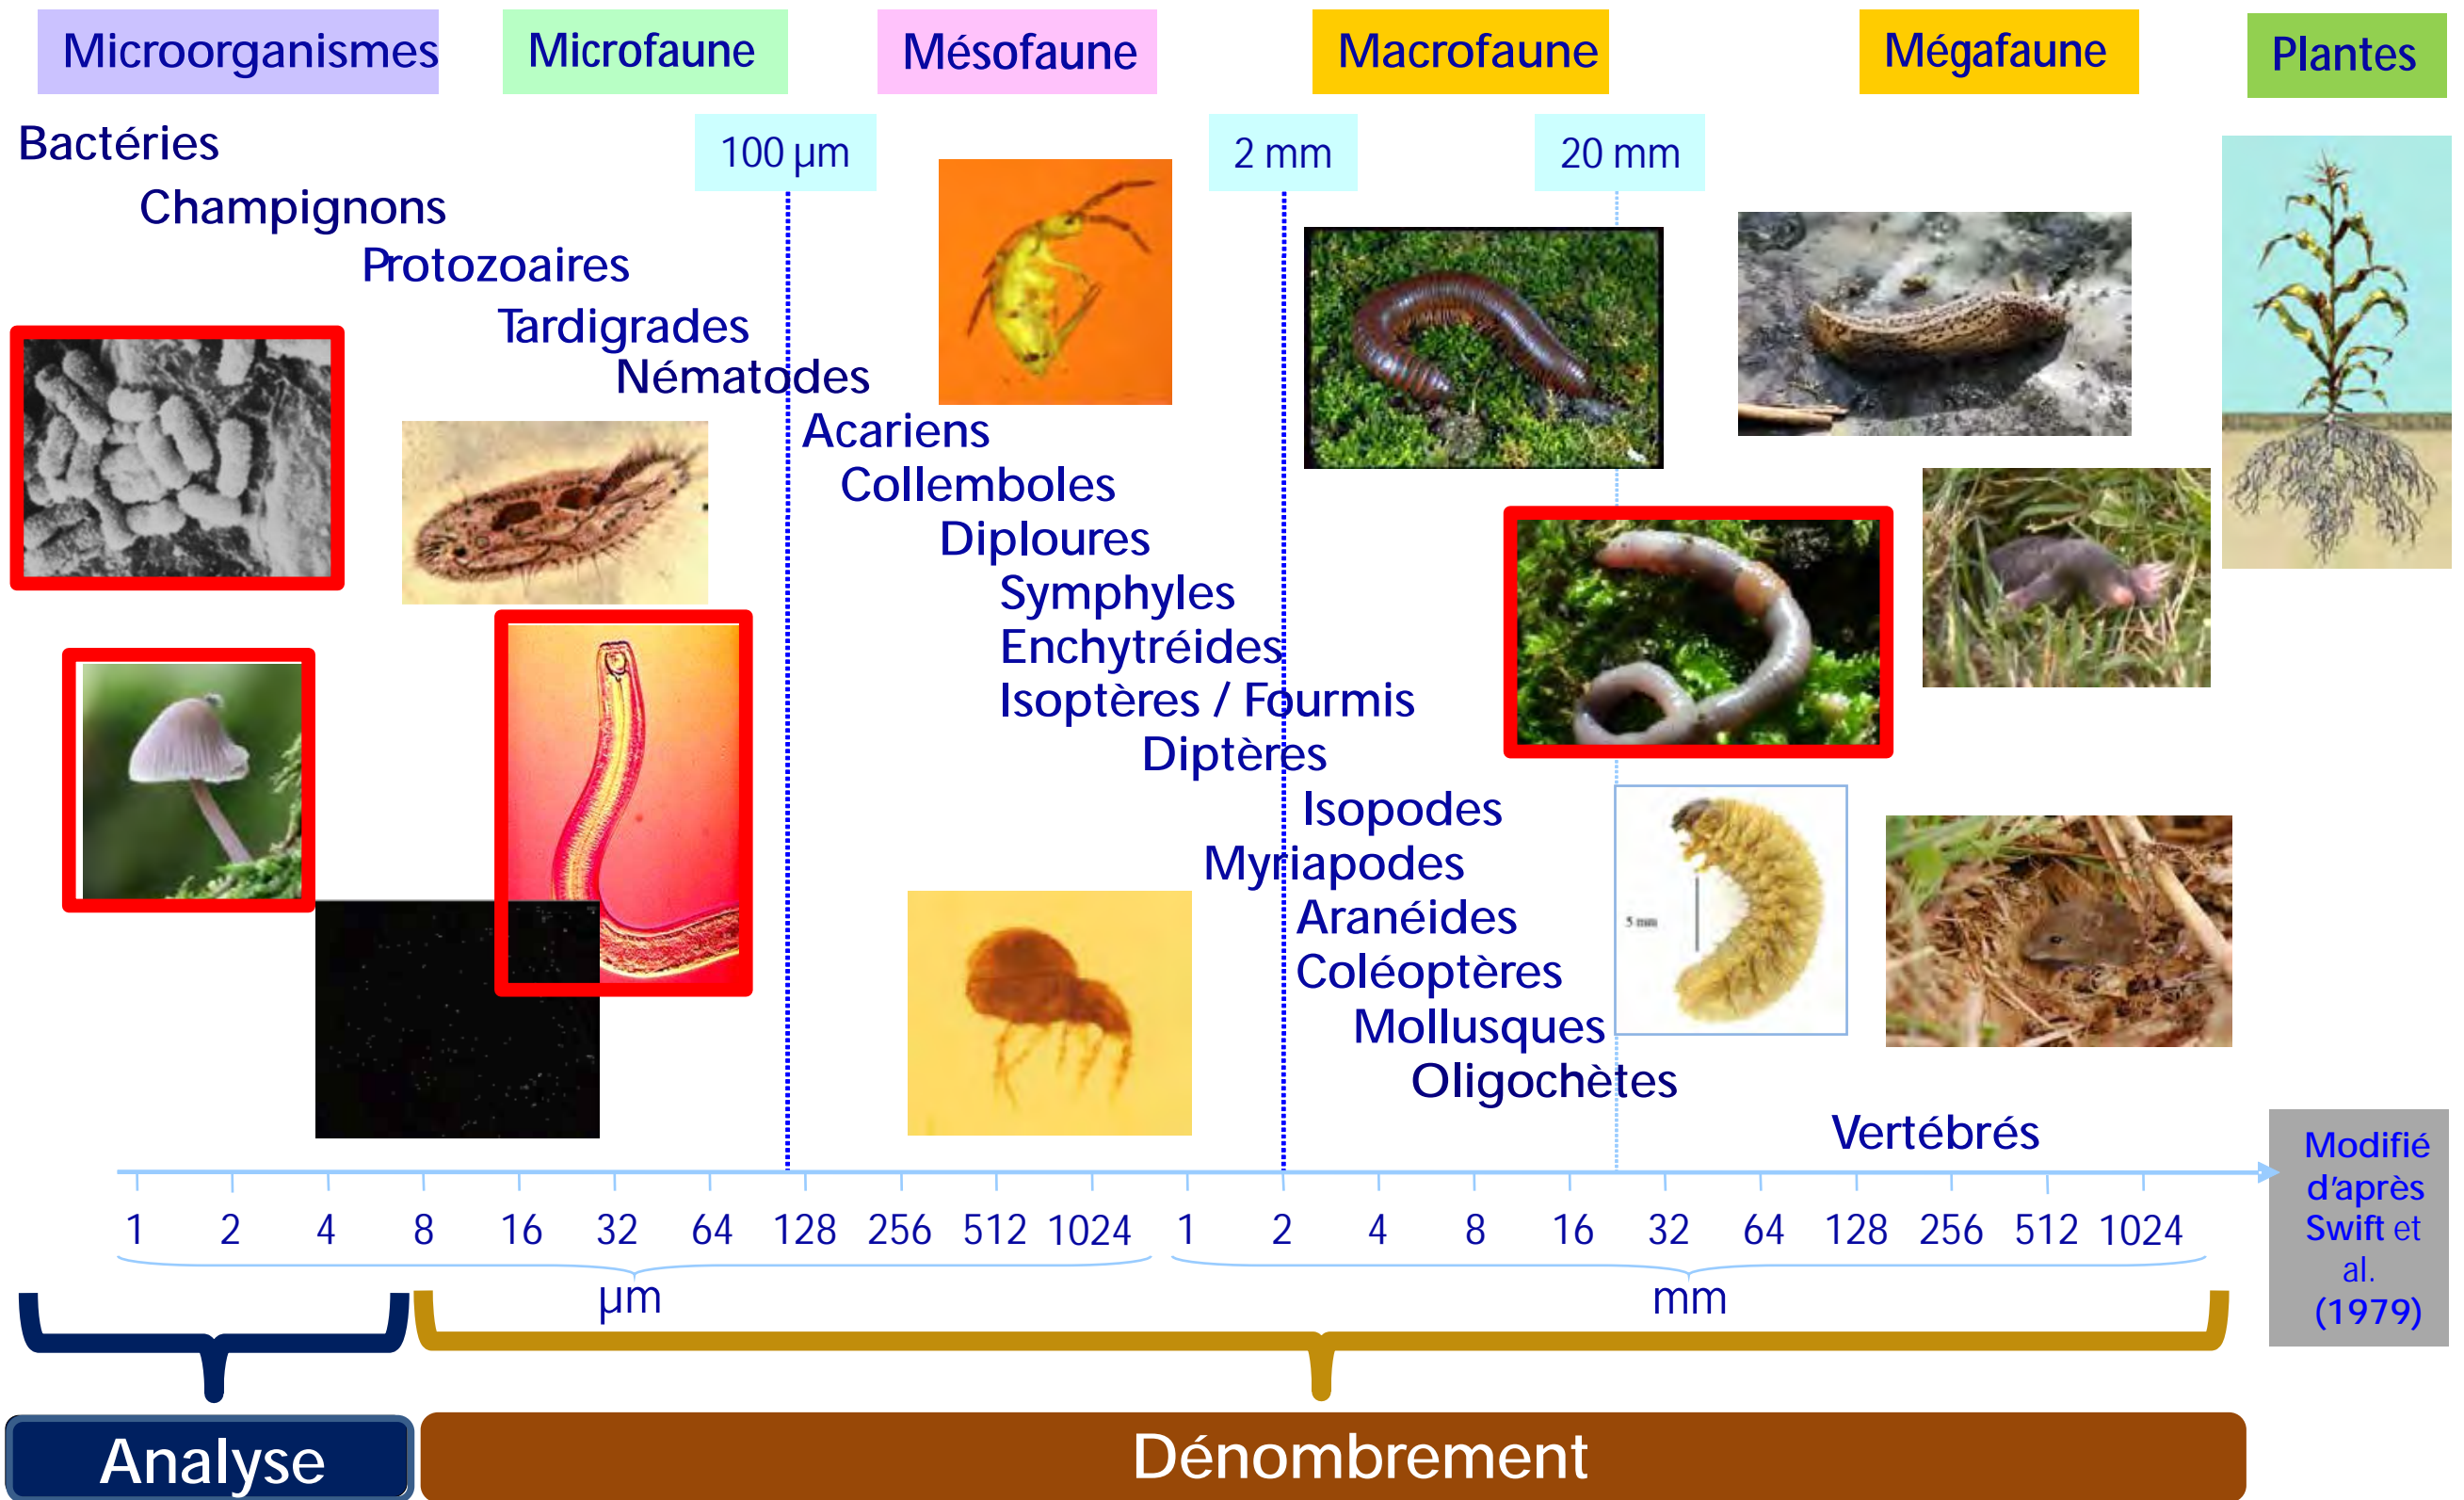 Microorganismes
Microfaune
Mésofaune
Macrofaune
Mégafaune
Plantes
100 µm
2 mm
20 mm
Bactéries
Champignons
Protozoaires
Tardigrades
Nématodes
Acariens
Collemboles
Diploures
Symphyles
Enchytréides
Isoptères / Fourmis
Diptères
Isopodes
Myriapodes
Aranéides
Coléoptères
Mollusques
Oligochètes
Vertébrés
5 mm
1 2 4 8 16 32 64 128 256 512 1024 1 2 4 8 16 32 64 128 256 512 1024
µm
mm
Modifié
d'après
Swift et
al.
(1979)
Analyse
Dénombrement